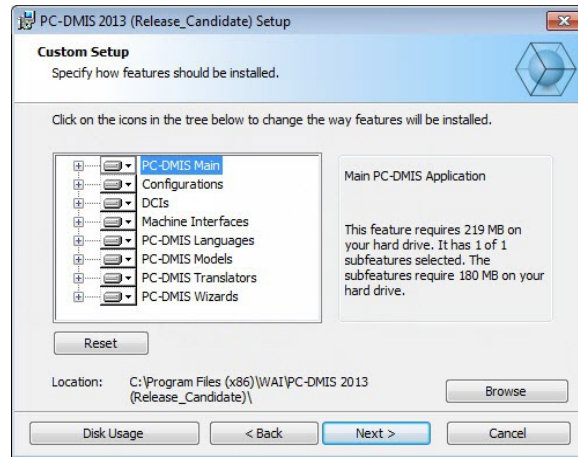 PC-DMIS 2013 (Release_Candidate) Setup
Custom Setup
Specify how features should be installed.
Click on the icons in the tree below to change the way features will be installed.
PC-DMIS Main
Configurations
DCIs
Machine Interfaces
PC-DMIS Languages
PC-DMIS Models
PC-DMIS Translators
PC-DMIS Wizards
Main PC-DMIS Application
This feature requires 219 MB on
your hard drive. It has 1 of 1
subfeatures selected. The
subfeatures require 180 MB on your
hard drive.
Reset
Location: C:\Program Files (x86)\WAI\PC-DMIS 2013
(Release_Candidate)\
Browse
Disk Usage < Back Next > Cancel